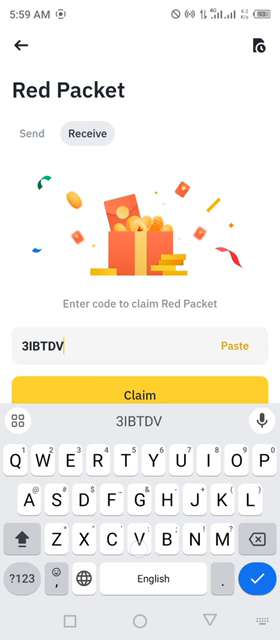 5:59 AM
Red Packet
Send Receive
Enter code to claim Red Packet
3IBTDV Paste
Claim
3IBTDV
Q W E R T Y U I O P
A S D F G H J K L
Z X C V B N M
?123 , English .